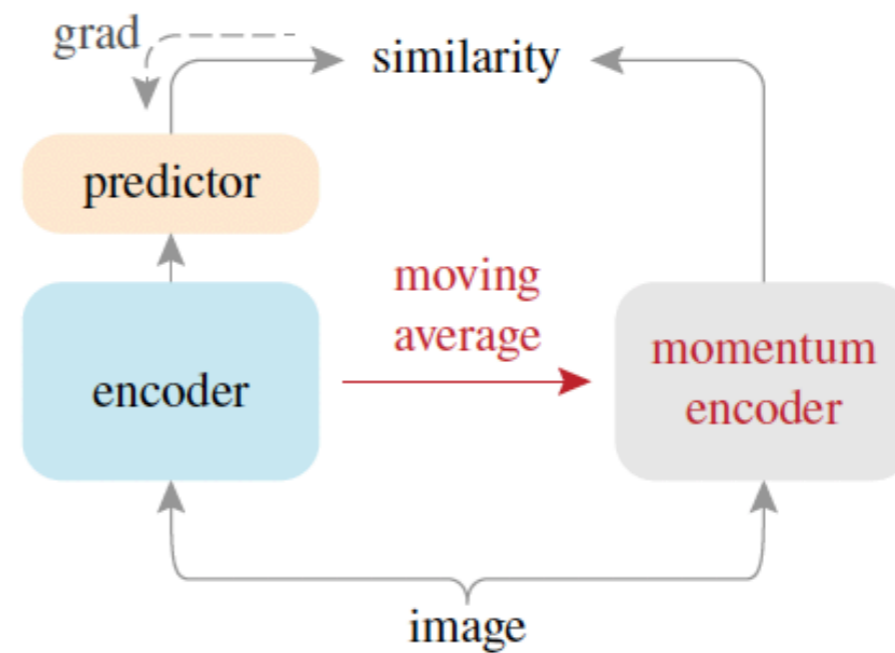 grad
similarity
predictor
moving
average
encoder
momentum
encoder
image